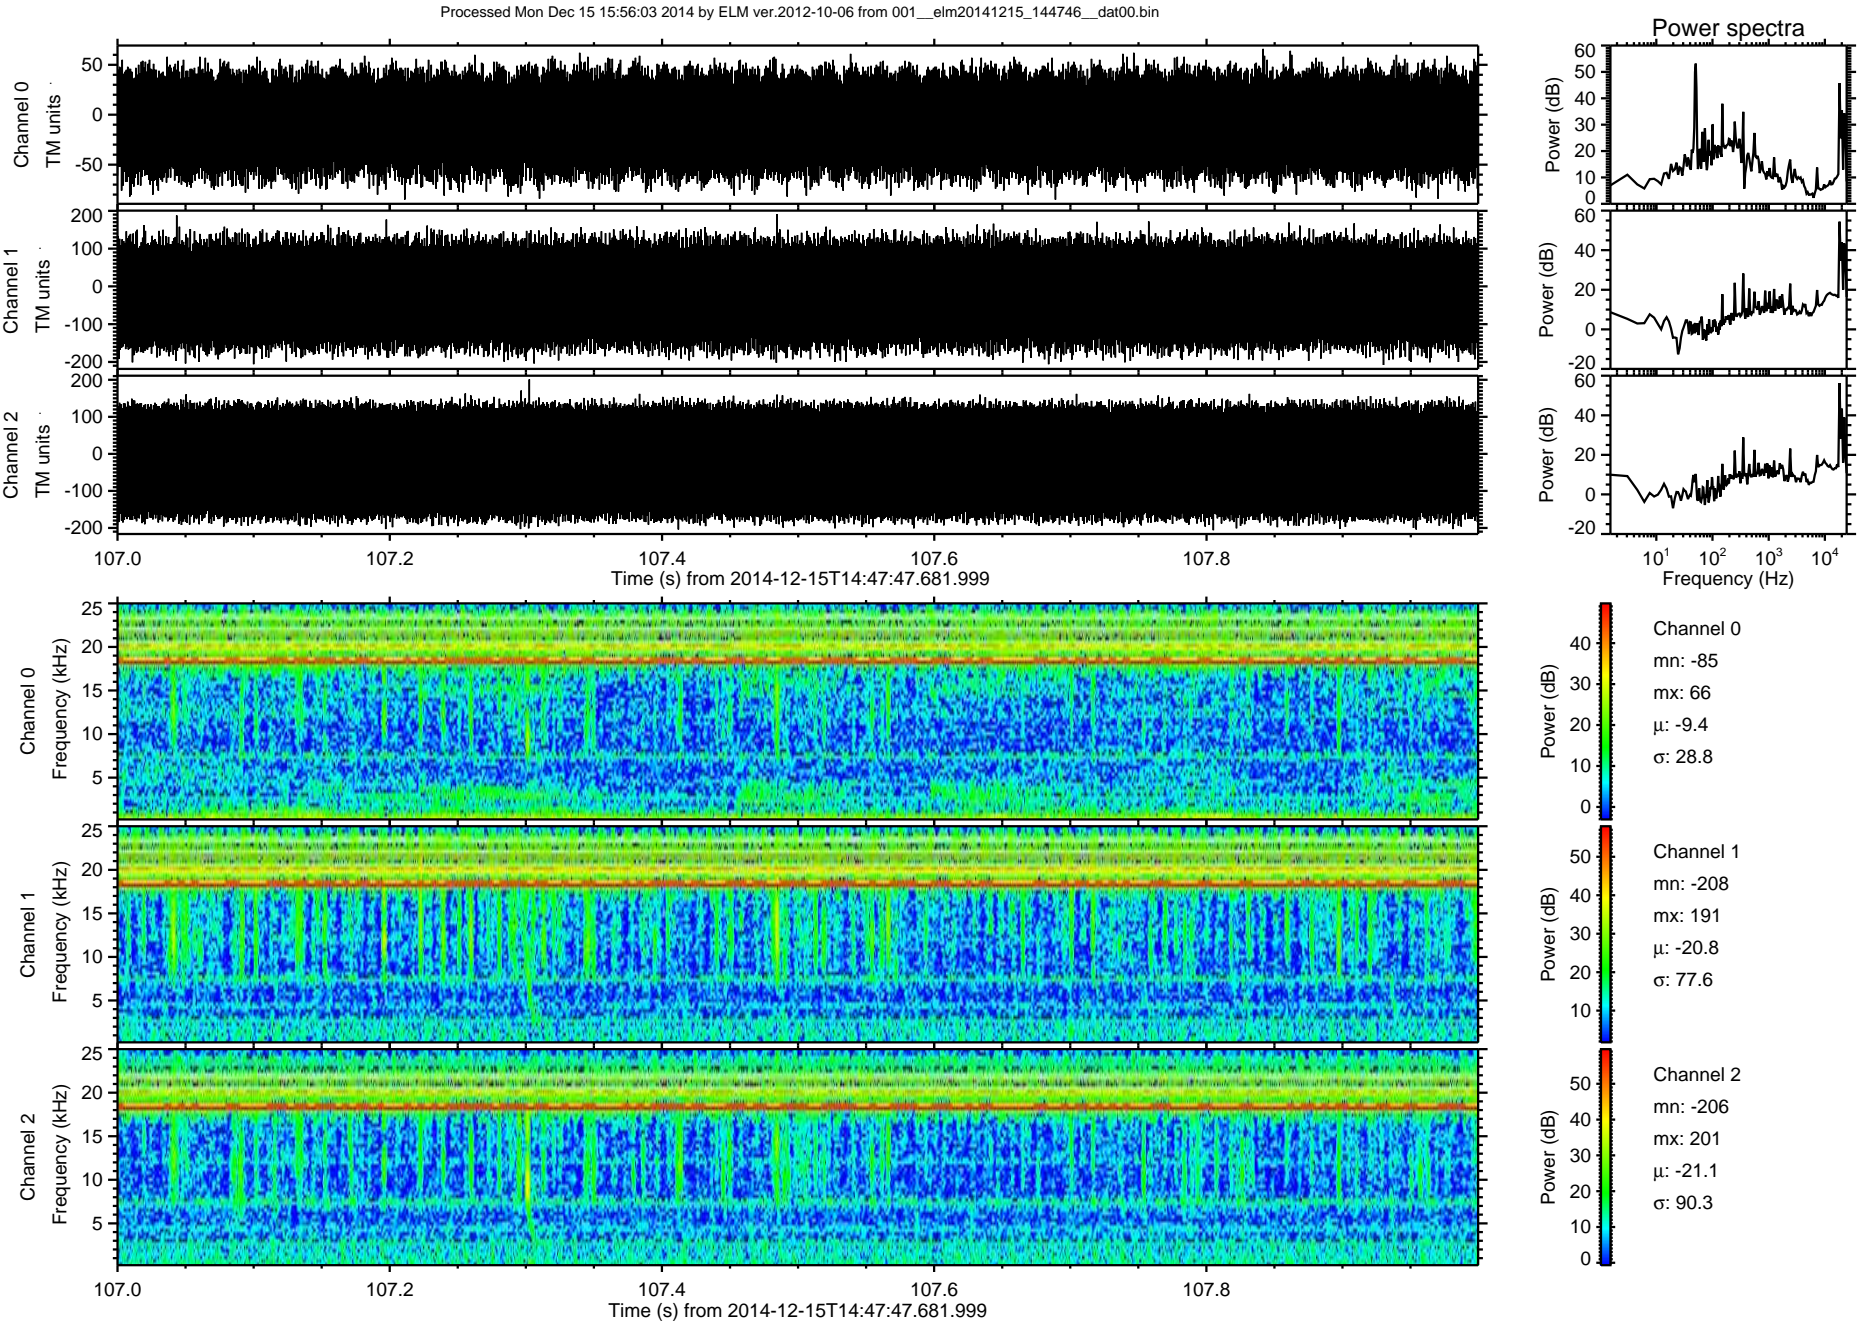 Processed Mon Dec 15 15:56:03 2014 by ELM ver.2012-10-06 from 001__elm20141215_144746__dat00.bin
Power spectra
Channel 0
TM units
50
0
-50
Power (dB)
60
50
40
30
20
10
0
Channel 1
TM units
200
100
0
-100
-200
Power (dB)
60
40
20
0
-20
Channel 2
TM units
200
100
0
-100
-200
Power (dB)
60
40
20
0
-20
107.0 107.2 107.4 107.6 107.8
Time (s) from 2014-12-15T14:47:47.681.999
10^1 10^2 10^3 10^4
Frequency (Hz)
Channel 0
Frequency (kHz)
25
20
15
10
5
Power (dB)
40
30
20
10
0
Channel 0
mn: -85
mx: 66
μ: -9.4
σ: 28.8
Channel 1
Frequency (kHz)
25
20
15
10
5
Power (dB)
50
40
30
20
10
Channel 1
mn: -208
mx: 191
μ: -20.8
σ: 77.6
Channel 2
Frequency (kHz)
25
20
15
10
5
Power (dB)
50
40
30
20
10
0
Channel 2
mn: -206
mx: 201
μ: -21.1
σ: 90.3
107.0 107.2 107.4 107.6 107.8
Time (s) from 2014-12-15T14:47:47.681.999